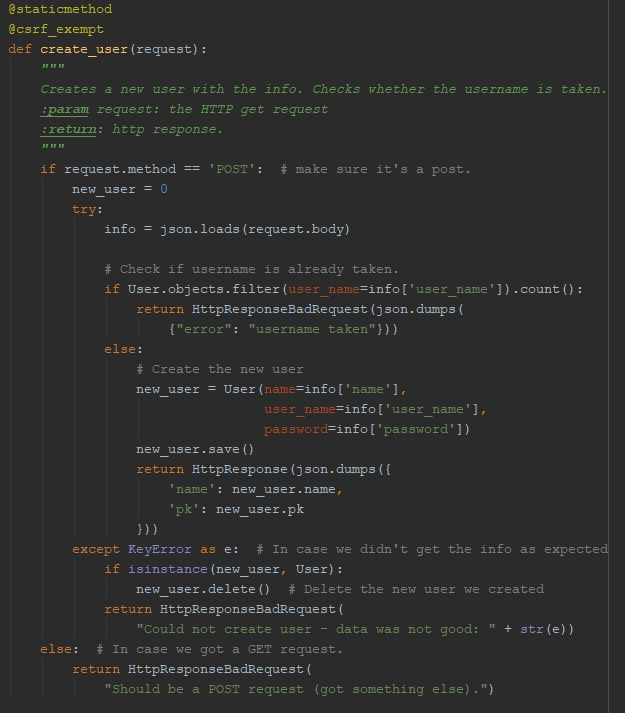 @staticmethod
@csrf_exempt
def create_user(request):
    """
    Creates a new user with the info. Checks whether the username is taken.
    :param request: the HTTP get request
    :return: http response.
    """
    if request.method == 'POST':  # make sure it's a post.
        new_user = 0
        try:
            info = json.loads(request.body)

            # Check if username is already taken.
            if User.objects.filter(user_name=info['user_name']).count():
                return HttpResponseBadRequest(json.dumps(
                    {"error": "username taken"}))
            else:
                # Create the new user
                new_user = User(name=info['name'],
                                user_name=info['user_name'],
                                password=info['password'])
                new_user.save()
                return HttpResponse(json.dumps({
                    'name': new_user.name,
                    'pk': new_user.pk
                }))
        except KeyError as e:  # In case we didn't get the info as expected
            if isinstance(new_user, User):
                new_user.delete()  # Delete the new user we created
            return HttpResponseBadRequest(
                "Could not create user - data was not good: " + str(e))
    else:  # In case we got a GET request.
        return HttpResponseBadRequest(
            "Should be a POST request (got something else).")